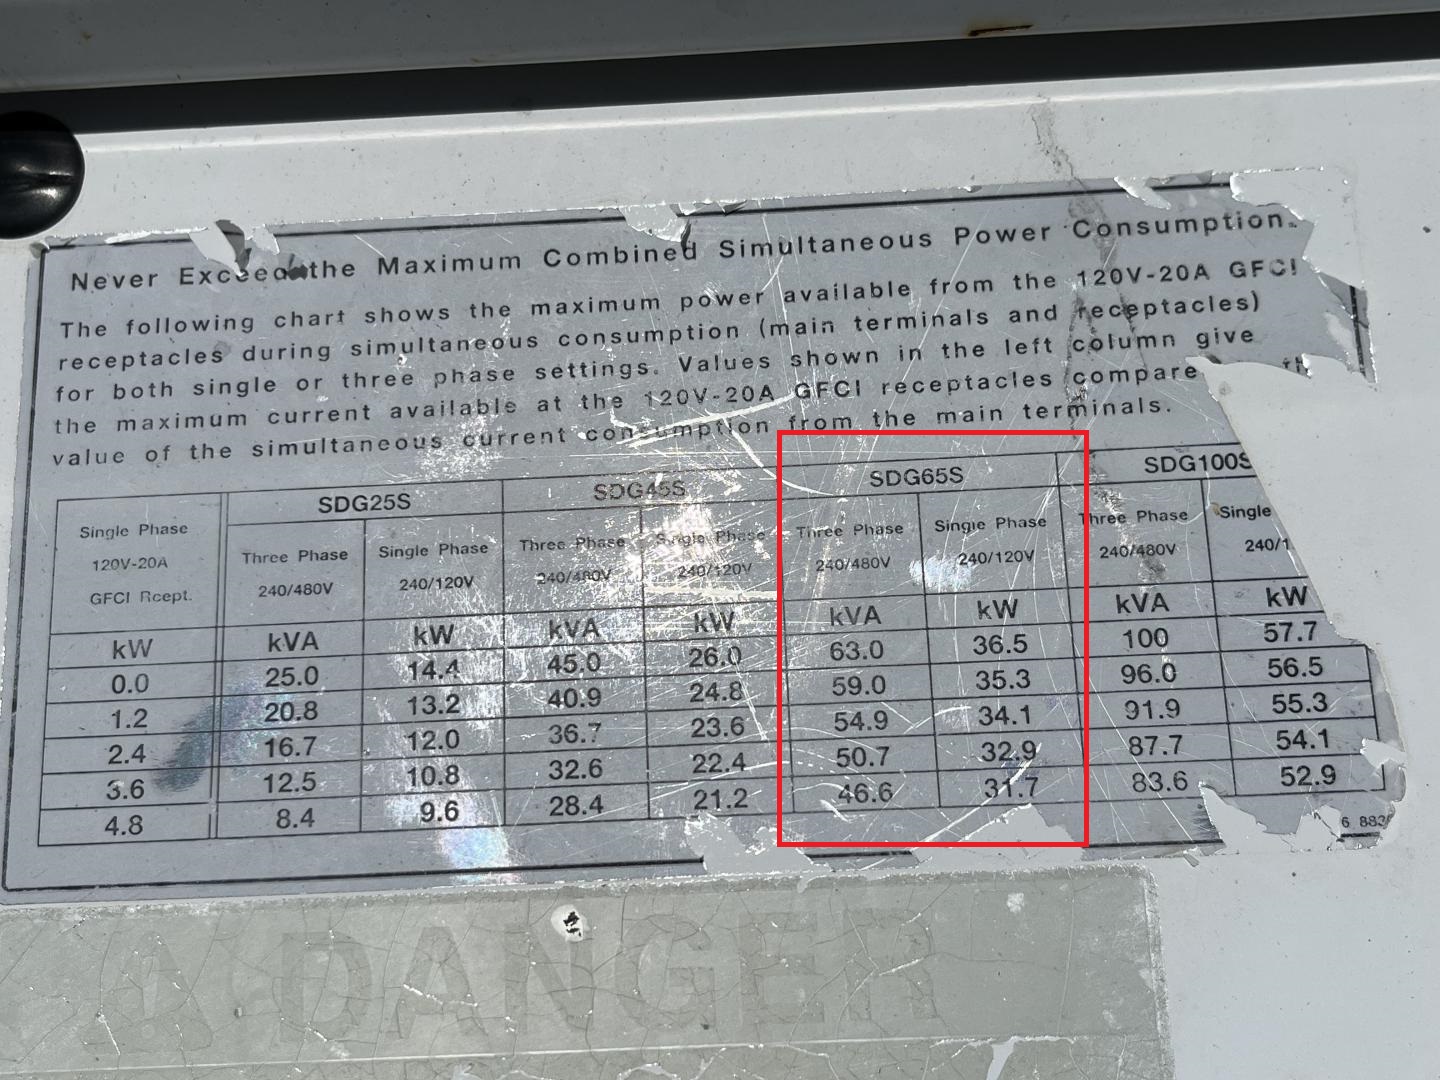 Never Exceed the Maximum Combined Simultaneous Power Consumption.
The following chart shows the maximum power available from the 120V-20A GFCI
receptacles during simultaneous consumption (main terminals and receptacles)
for both single or three phase settings. Values shown in the left column give
the maximum current available at the 120V-20A GFCI receptacles compare
value of the simultaneous current consumption from the main terminals.
SDG25S SDG45S SDG65S SDG100S
Single Phase Three Phase Single Phase Three Phase Single Phase Three Phase Single Phase Three Phase Single
120V-20A 240/480V 240/120V 240/480V 240/120V 240/480V 240/120V 240/480V 240/1
GFCI Rcept.
kW kVA kW kVA kW kVA kW kVA kW
0.0 25.0 14.4 45.0 26.0 63.0 36.5 100 57.7
1.2 20.8 13.2 40.9 24.8 59.0 35.3 96.0 56.5
2.4 16.7 12.0 36.7 23.6 54.9 34.1 91.9 55.3
3.6 12.5 10.8 32.6 22.4 50.7 32.9 87.7 54.1
4.8 8.4 9.6 28.4 21.2 46.6 31.7 83.6 52.9
DANGER